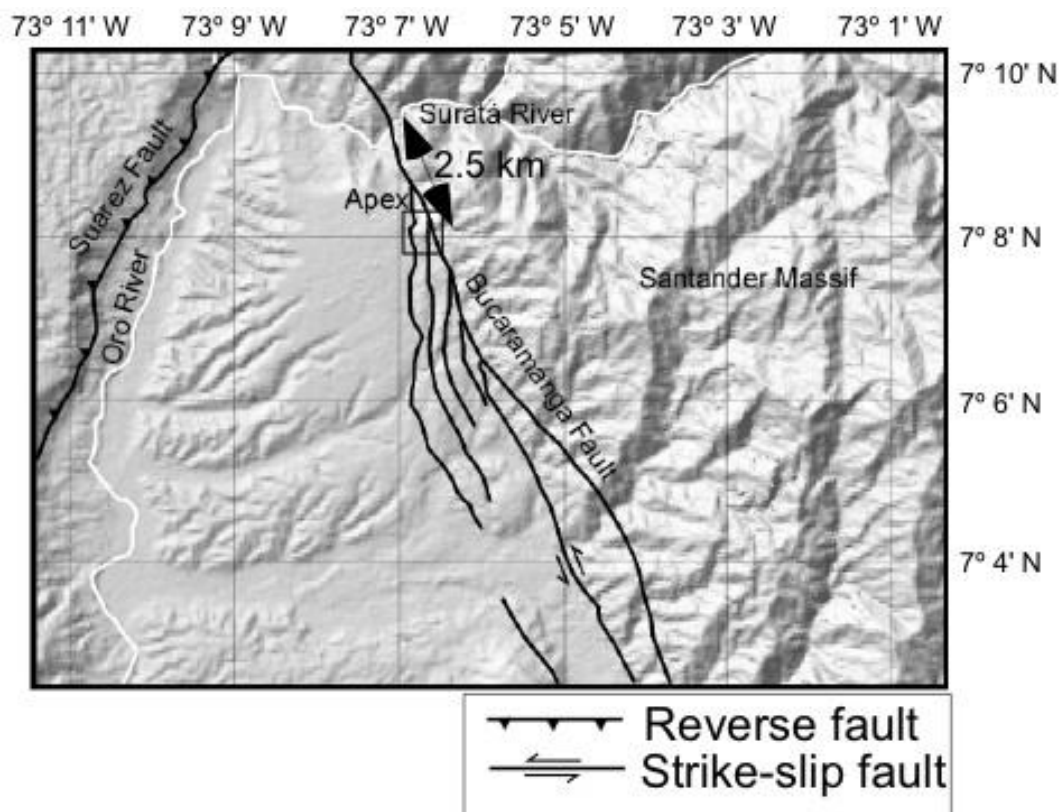 73º 11' W 73º 9' W 73º 7' W 73º 5' W 73º 3' W 73º 1' W
7º 10' N
Suratá River
2.5 km
Suarez Fault
Apex
7º 8' N
Santander Massif
Oro River
Bucaramanga Fault
7º 6' N
7º 4' N
Reverse fault
Strike-slip fault